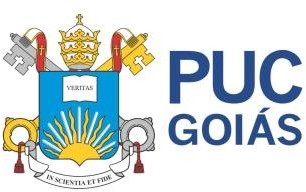 VERITAS
IN SCIENTIA ET FIDE
PUC
GOIÁS